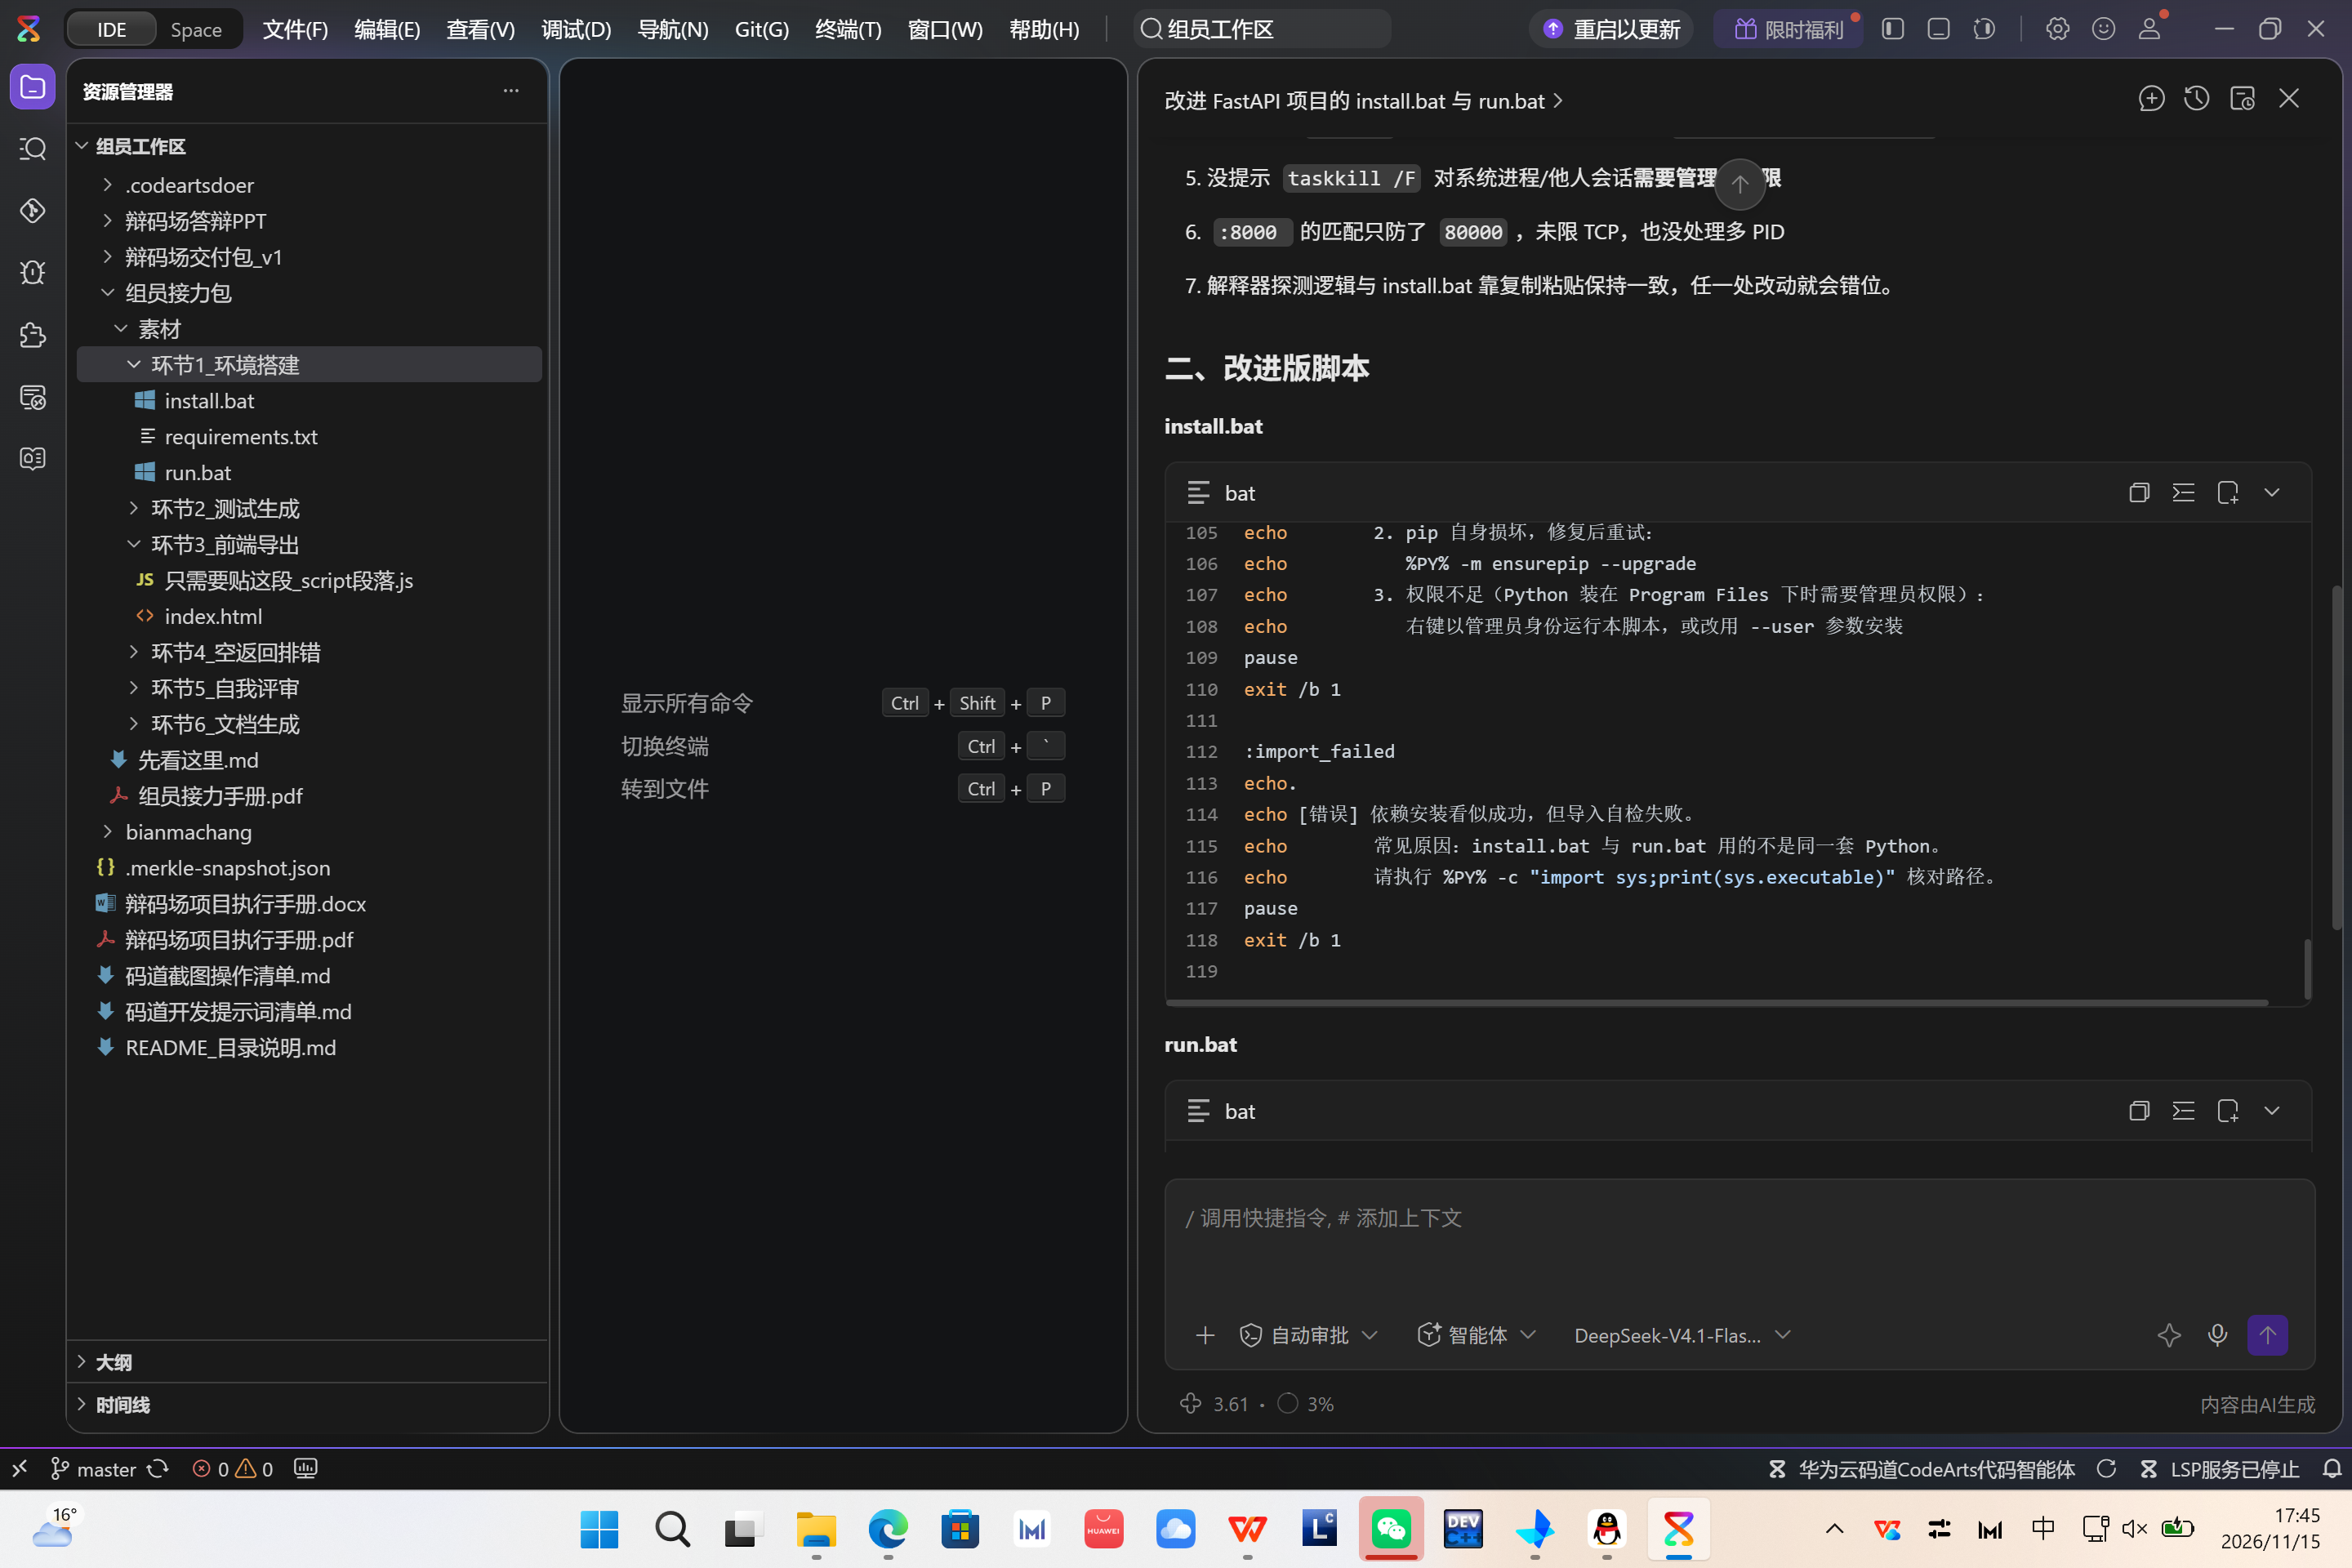 IDE Space 文件(F) 编辑(E) 查看(V) 调试(D) 导航(N) Git(G) 终端(T) 窗口(W) 帮助(H) 组员工作区 重启以更新 限时福利
资源管理器
组员工作区
.codeartsdoer
辩码场答辩PPT
辩码场交付包_v1
组员接力包
素材
环节1_环境搭建
install.bat
requirements.txt
run.bat
环节2_测试生成
环节3_前端导出
JS 只需要贴这段_script段落.js
index.html
环节4_空返回排错
环节5_自我评审
环节6_文档生成
先看这里.md
组员接力手册.pdf
bianmachang
.merkle-snapshot.json
辩码场项目执行手册.docx
辩码场项目执行手册.pdf
码道截图操作清单.md
码道开发提示词清单.md
README_目录说明.md
大纲
时间线
显示所有命令 Ctrl + Shift + P
切换终端 Ctrl + `
转到文件 Ctrl + P
改进 FastAPI 项目的 install.bat 与 run.bat
5. 没提示 taskkill /F 对系统进程/他人会话需要管理 限
6. :8000 的匹配只防了 80000 ，未限 TCP，也没处理多 PID
7. 解释器探测逻辑与 install.bat 靠复制粘贴保持一致，任一处改动就会错位。
二、改进版脚本
install.bat
bat
105 echo 2. pip 自身损坏，修复后重试：
106 echo %PY% -m ensurepip --upgrade
107 echo 3. 权限不足（Python 装在 Program Files 下时需要管理员权限）：
108 echo 右键以管理员身份运行本脚本，或改用 --user 参数安装
109 pause
110 exit /b 1
111
112 :import_failed
113 echo.
114 echo [错误] 依赖安装看似成功，但导入自检失败。
115 echo 常见原因：install.bat 与 run.bat 用的不是同一套 Python。
116 echo 请执行 %PY% -c "import sys;print(sys.executable)" 核对路径。
117 pause
118 exit /b 1
119
run.bat
bat
/ 调用快捷指令, # 添加上下文
自动审批 智能体 DeepSeek-V4.1-Flas...
3.61 · 3%
内容由AI生成
master 0 0 华为云码道CodeArts代码智能体 LSP服务已停止
16°
HUAWEI
LC
DEV C++
中
17:45
2026/11/15